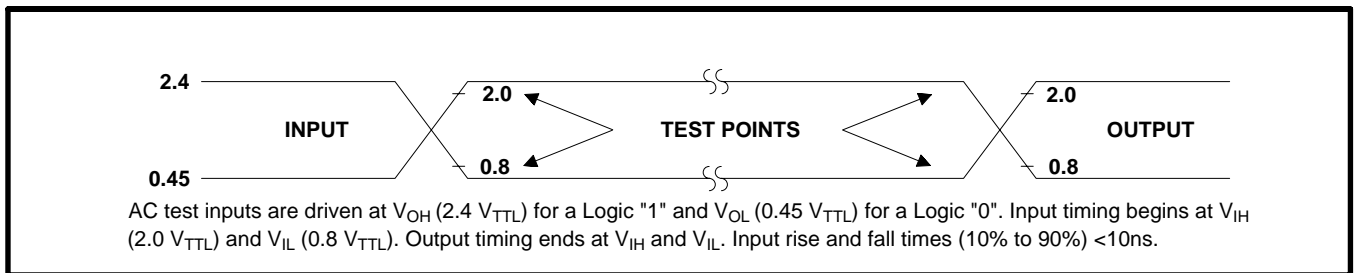 2.4
2.0
2.0
INPUT
TEST POINTS
OUTPUT
0.8
0.8
0.45
AC test inputs are driven at VOH (2.4 VTTL) for a Logic "1" and VOL (0.45 VTTL) for a Logic "0". Input timing begins at VIH
(2.0 VTTL) and VIL (0.8 VTTL). Output timing ends at VIH and VIL. Input rise and fall times (10% to 90%) <10ns.